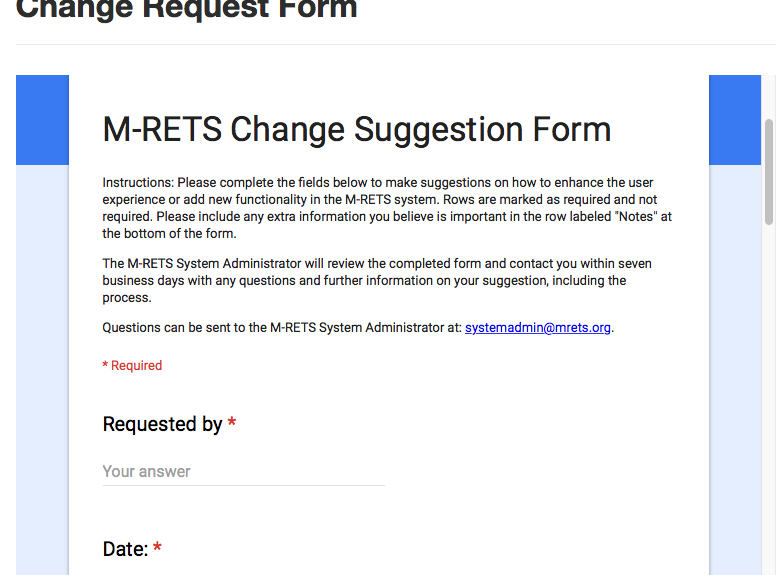 Change Request Form
M-RETS Change Suggestion Form
Instructions: Please complete the fields below to make suggestions on how to enhance the user
experience or add new functionality in the M-RETS system. Rows are marked as required and not
required. Please include any extra information you believe is important in the row labeled "Notes" at
the bottom of the form.
The M-RETS System Administrator will review the completed form and contact you within seven
business days with any questions and further information on your suggestion, including the
process.
Questions can be sent to the M-RETS System Administrator at: systemadmin@mrets.org.
* Required
Requested by *
Your answer
Date: *